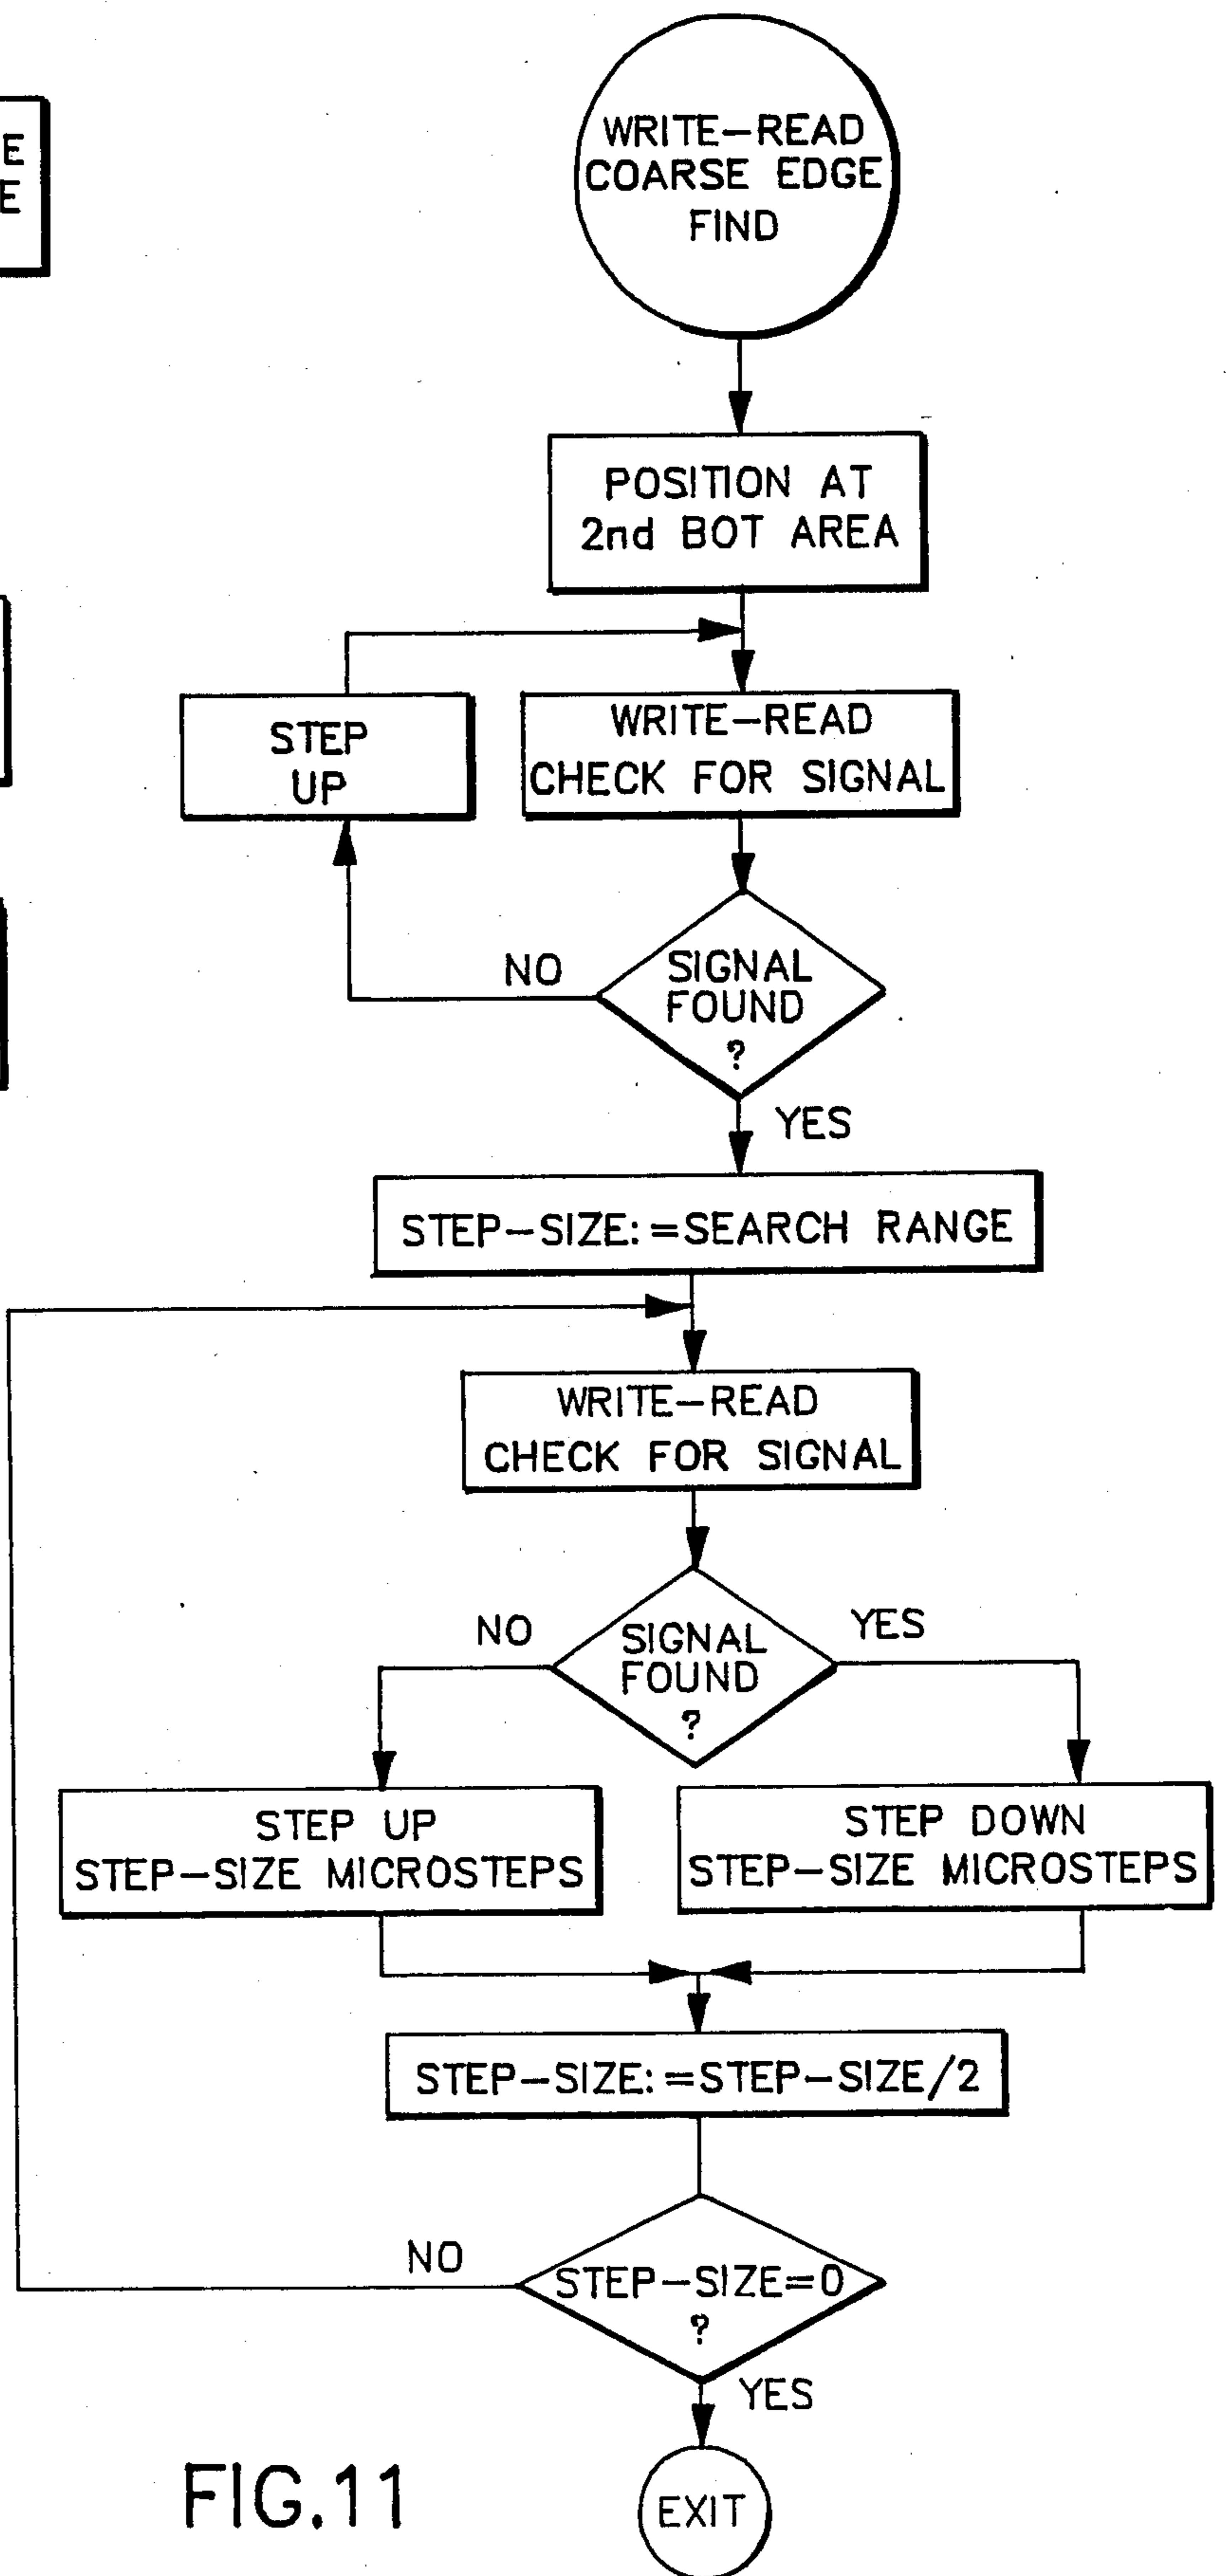 E
E
WRITE-READ
COARSE EDGE
FIND
POSITION AT
2nd BOT AREA
STEP
UP
WRITE-READ
CHECK FOR SIGNAL
NO
SIGNAL
FOUND
?
YES
STEP-SIZE:=SEARCH RANGE
WRITE-READ
CHECK FOR SIGNAL
NO
SIGNAL
FOUND
?
YES
STEP UP
STEP-SIZE MICROSTEPS
STEP DOWN
STEP-SIZE MICROSTEPS
STEP-SIZE:=STEP-SIZE/2
NO
STEP-SIZE=0
?
YES
EXIT
FIG.11